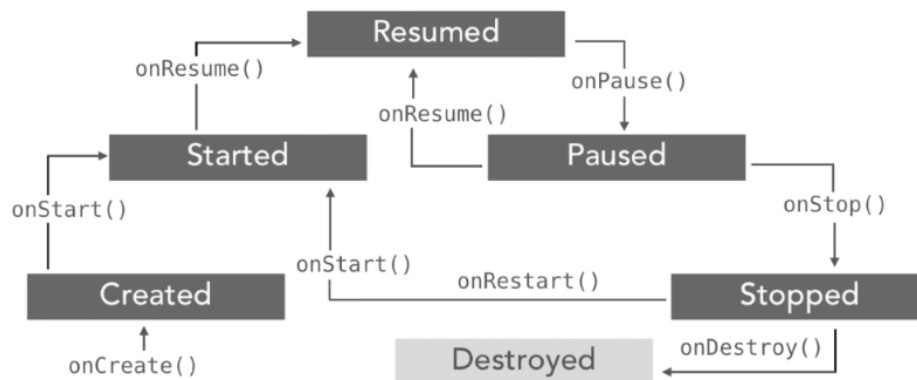 Resumed
onResume()
onPause()
onResume()
Started
Paused
onStart()
onStop()
onStart()
onRestart()
Created
Stopped
onCreate()
Destroyed
onDestroy()